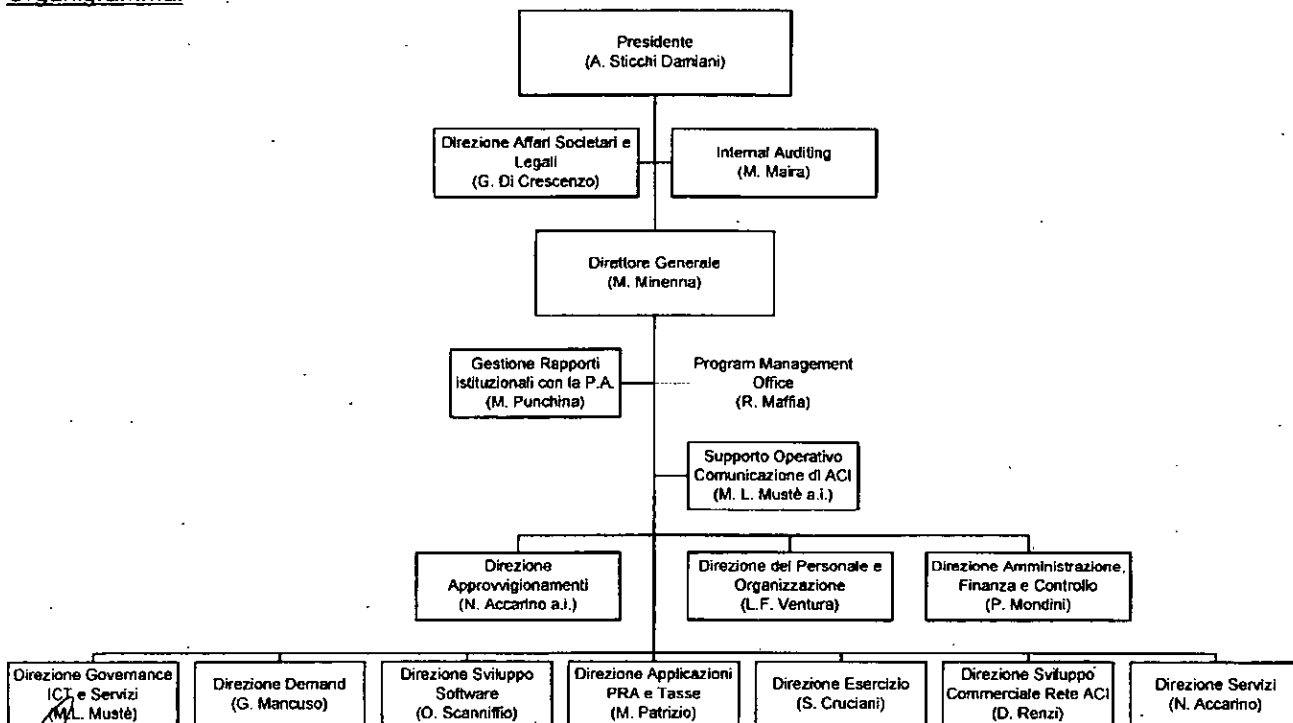 Organigramma:
Presidente
(A. Sticchi Damiani)
Direzione Affari Societari e
Legali
(G. Di Crescenzo)
Internal Auditing
(M. Maira)
Direttore Generale
(M. Minenna)
Gestione Rapporti
istituzionali con la P.A.
(M. Punchina)
Program Management
Office
(R. Maffia)
Supporto Operativo
Comunicazione di ACI
(M. L. Mustè a.i.)
Direzione
Approvvigionamenti
(N. Accarino a.i.)
Direzione del Personale e
Organizzazione
(L.F. Ventura)
Direzione Amministrazione,
Finanza e Controllo
(P. Mondini)
Direzione Governance
ICT e Servizi
(M.L. Mustè)
Direzione Demand
(G. Mancuso)
Direzione Sviluppo
Software
(O. Scanniffio)
Direzione Applicazioni
PRA e Tasse
(M. Patrizio)
Direzione Esercizio
(S. Cruciani)
Direzione Sviluppo
Commerciale Rete ACI
(D. Renzi)
Direzione Servizi
(N. Accarino)